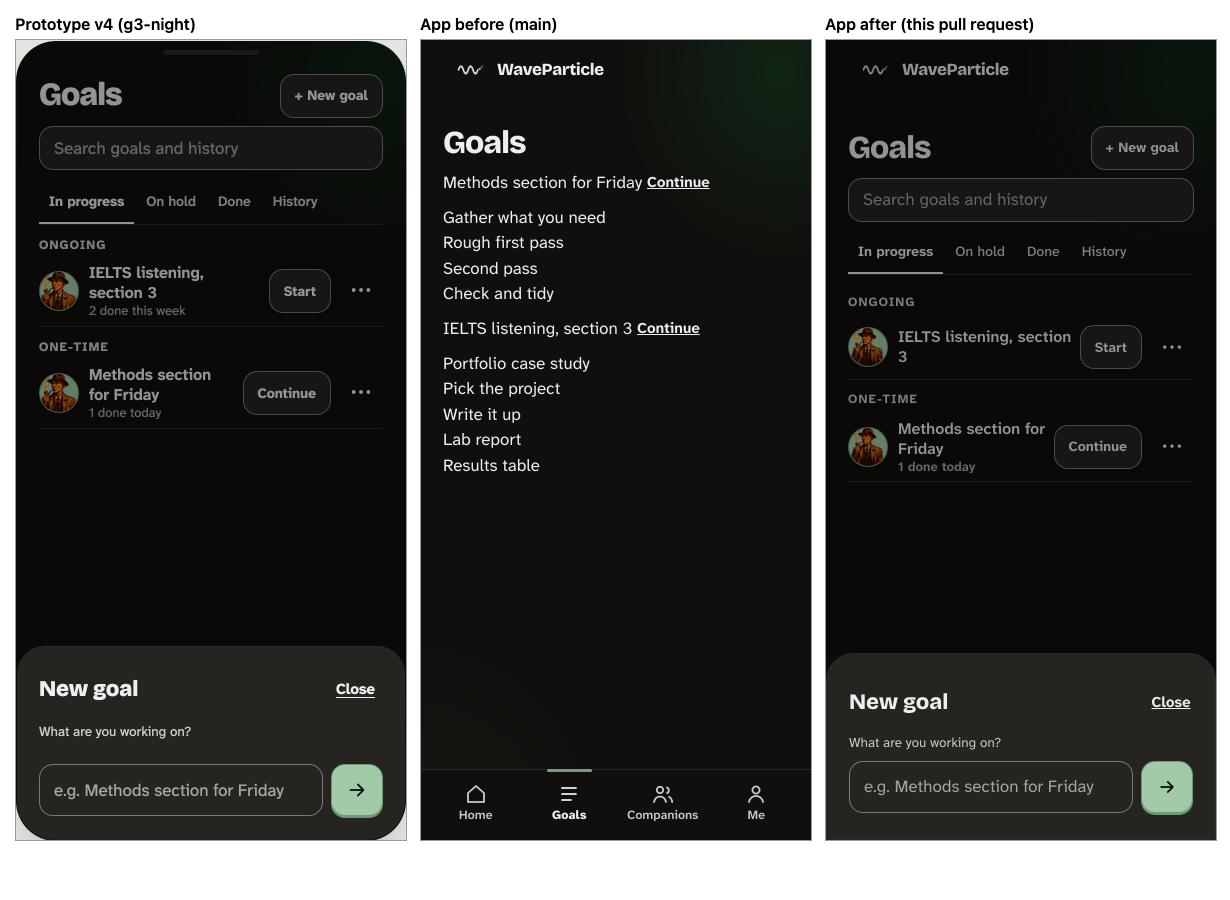 Prototype v4 (g3-night)
Goals
+ New goal
Search goals and history
In progress
On hold
Done
History
ONGOING
IELTS listening,
section 3
2 done this week
Start
ONE-TIME
Methods section
for Friday
1 done today
Continue
New goal
Close
What are you working on?
e.g. Methods section for Friday
App before (main)
WaveParticle
Goals
Methods section for Friday Continue
Gather what you need
Rough first pass
Second pass
Check and tidy
IELTS listening, section 3 Continue
Portfolio case study
Pick the project
Write it up
Lab report
Results table
Home
Goals
Companions
Me
App after (this pull request)
WaveParticle
Goals
+ New goal
Search goals and history
In progress
On hold
Done
History
ONGOING
IELTS listening, section
3
Start
ONE-TIME
Methods section for
Friday
1 done today
Continue
New goal
Close
What are you working on?
e.g. Methods section for Friday